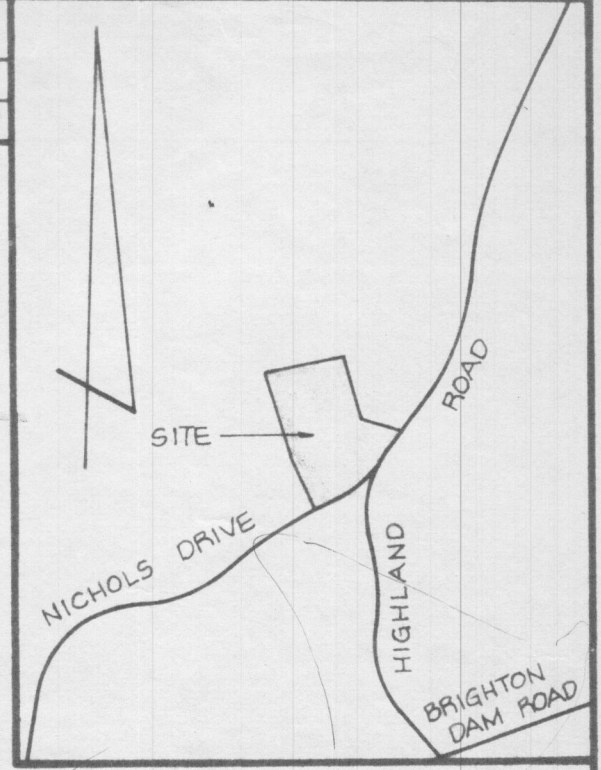 ROAD
SITE
NICHOLS DRIVE
HIGHLAND
BRIGHTON
DAM ROAD